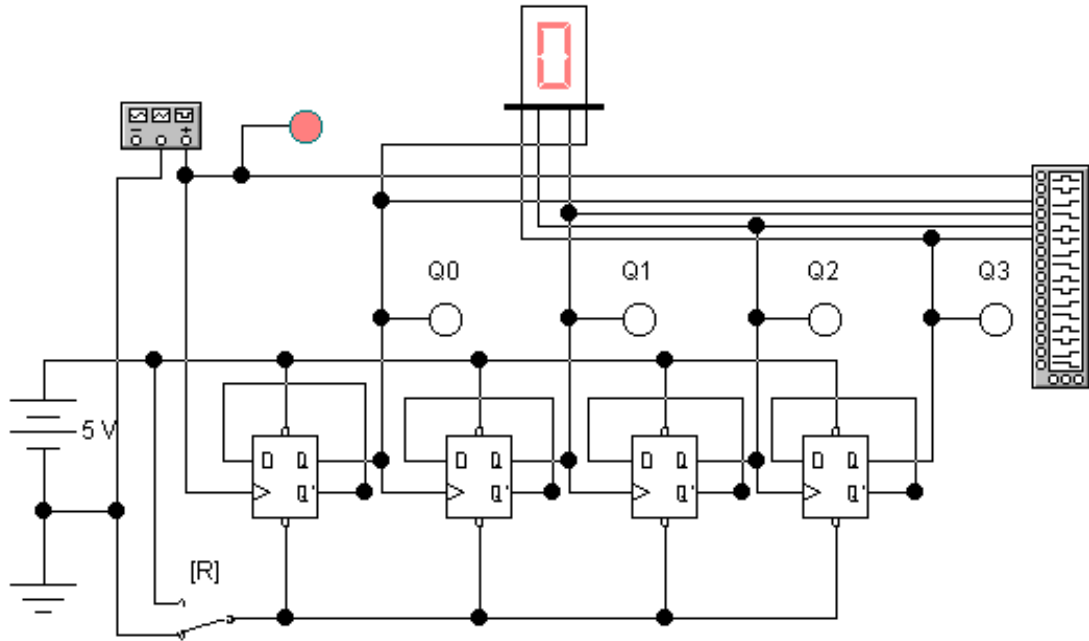 0
− +
Q0 Q1 Q2 Q3
5 V
D Q D Q D Q D Q
Q' Q' Q' Q'
[R]